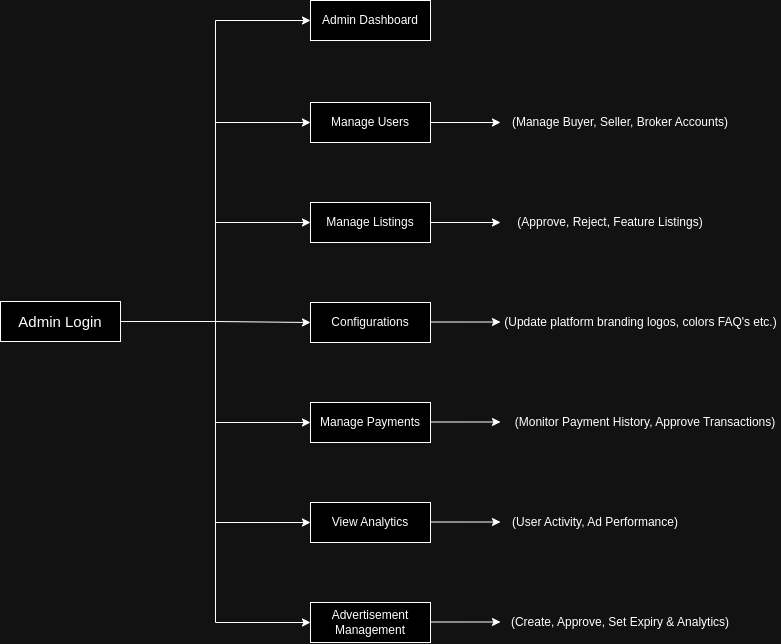 Admin Dashboard
Manage Users
(Manage Buyer, Seller, Broker Accounts)
Manage Listings
(Approve, Reject, Feature Listings)
Admin Login
Configurations
(Update platform branding logos, colors FAQ's etc.)
Manage Payments
(Monitor Payment History, Approve Transactions)
View Analytics
(User Activity, Ad Performance)
Advertisement
Management
(Create, Approve, Set Expiry & Analytics)